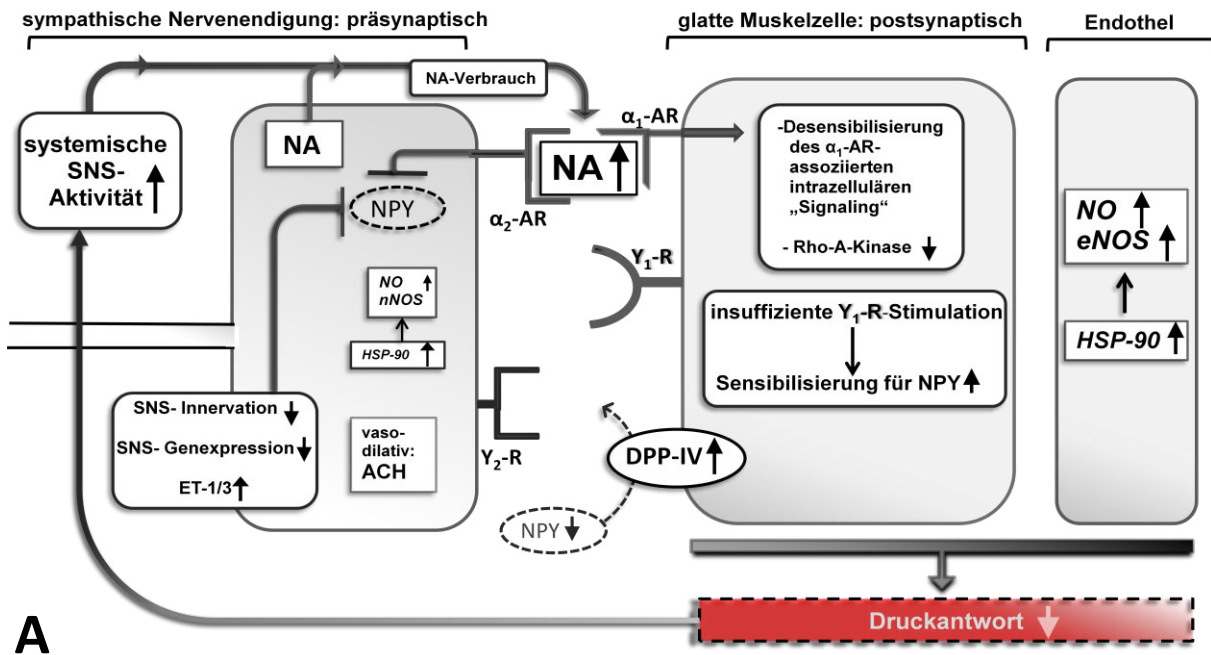 sympathische Nervenendigung: präsynaptisch
glatte Muskelzelle: postsynaptisch
Endothel
NA-Verbrauch
systemische
SNS-
Aktivität
NA
NPY
α₂-AR
NA
α₁-AR
NO
nNOS
HSP-90
SNS- Innervation
SNS- Genexpression
ET-1/3
vaso-
dilativ:
ACH
Y₂-R
Y₁-R
NPY
DPP-IV
-Desensibilisierung
des α₁-AR-
assoziierten
intrazellulären
„Signaling“
- Rho-A-Kinase
insuffiziente Y₁-R-Stimulation
Sensibilisierung für NPY
NO
eNOS
HSP-90
Druckantwort
A